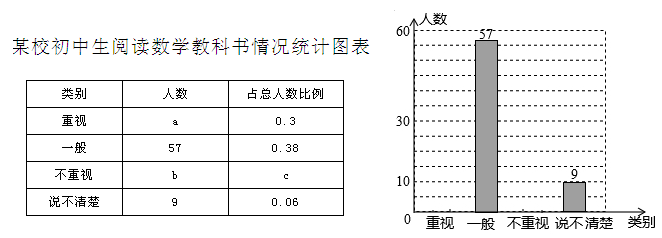 某校初中生阅读数学教科书情况统计图表
类别 人数 占总人数比例
重视 a 0.3
一般 57 0.38
不重视 b c
说不清楚 9 0.06
人数
60
57
30
10
9
0
重视 一般 不重视 说不清楚 类别